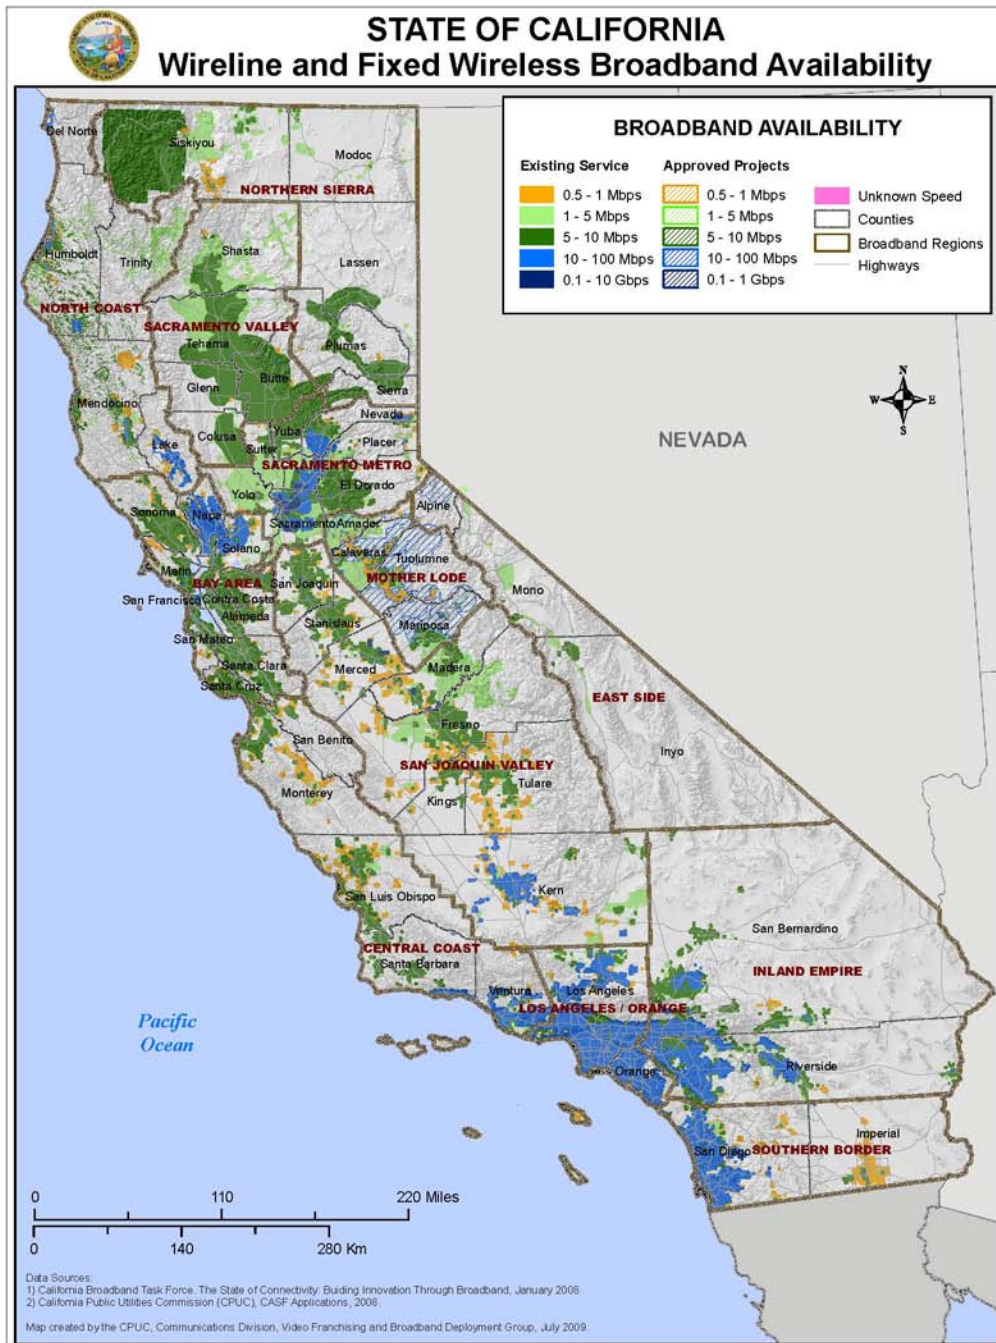 STATE OF CALIFORNIA
Wireline and Fixed Wireless Broadband Availability
BROADBAND AVAILABILITY
Existing Service
0.5 - 1 Mbps
1 - 5 Mbps
5 - 10 Mbps
10 - 100 Mbps
0.1 - 10 Gbps
Approved Projects
0.5 - 1 Mbps
1 - 5 Mbps
5 - 10 Mbps
10 - 100 Mbps
0.1 - 1 Gbps
Unknown Speed
Counties
Broadband Regions
Highways
Del Norte
Siskiyou
Modoc
NORTHERN SIERRA
Humboldt
Trinity
Shasta
Lassen
NORTH COAST
SACRAMENTO VALLEY
Tehama
Plumas
Glenn
Butte
Sierra
Mendocino
Nevada
Colusa
Yuba
Lake
Sutter
Placer
SACRAMENTO METRO
Yolo
El Dorado
Sonoma
Napa
Alpine
Sacramento
Amador
Solano
Calaveras
Tuolumne
Marin
BAY AREA
San Joaquin
MOTHER LODE
Mono
San Francisco
Contra Costa
Alameda
Stanislaus
Mariposa
San Mateo
Santa Clara
Merced
Madera
Santa Cruz
EAST SIDE
Fresno
San Benito
Inyo
SAN JOAQUIN VALLEY
Monterey
Kings
Tulare
San Luis Obispo
Kern
San Bernardino
CENTRAL COAST
Santa Barbara
INLAND EMPIRE
Ventura
Los Angeles
LOS ANGELES / ORANGE
Orange
Riverside
Imperial
San Diego
SOUTHERN BORDER
NEVADA
N
W
E
S
Pacific
Ocean
0
110
220 Miles
0
140
280 Km
Data Sources:
1) California Broadband Task Force. The State of Connectivity: Buiding Innovation Through Broadband, January 2008.
2) California Public Utilities Commission (CPUC), CASF Applications, 2008.
Map created by the CPUC, Communications Division, Video Franchising and Broadband Deployment Group, July 2009.